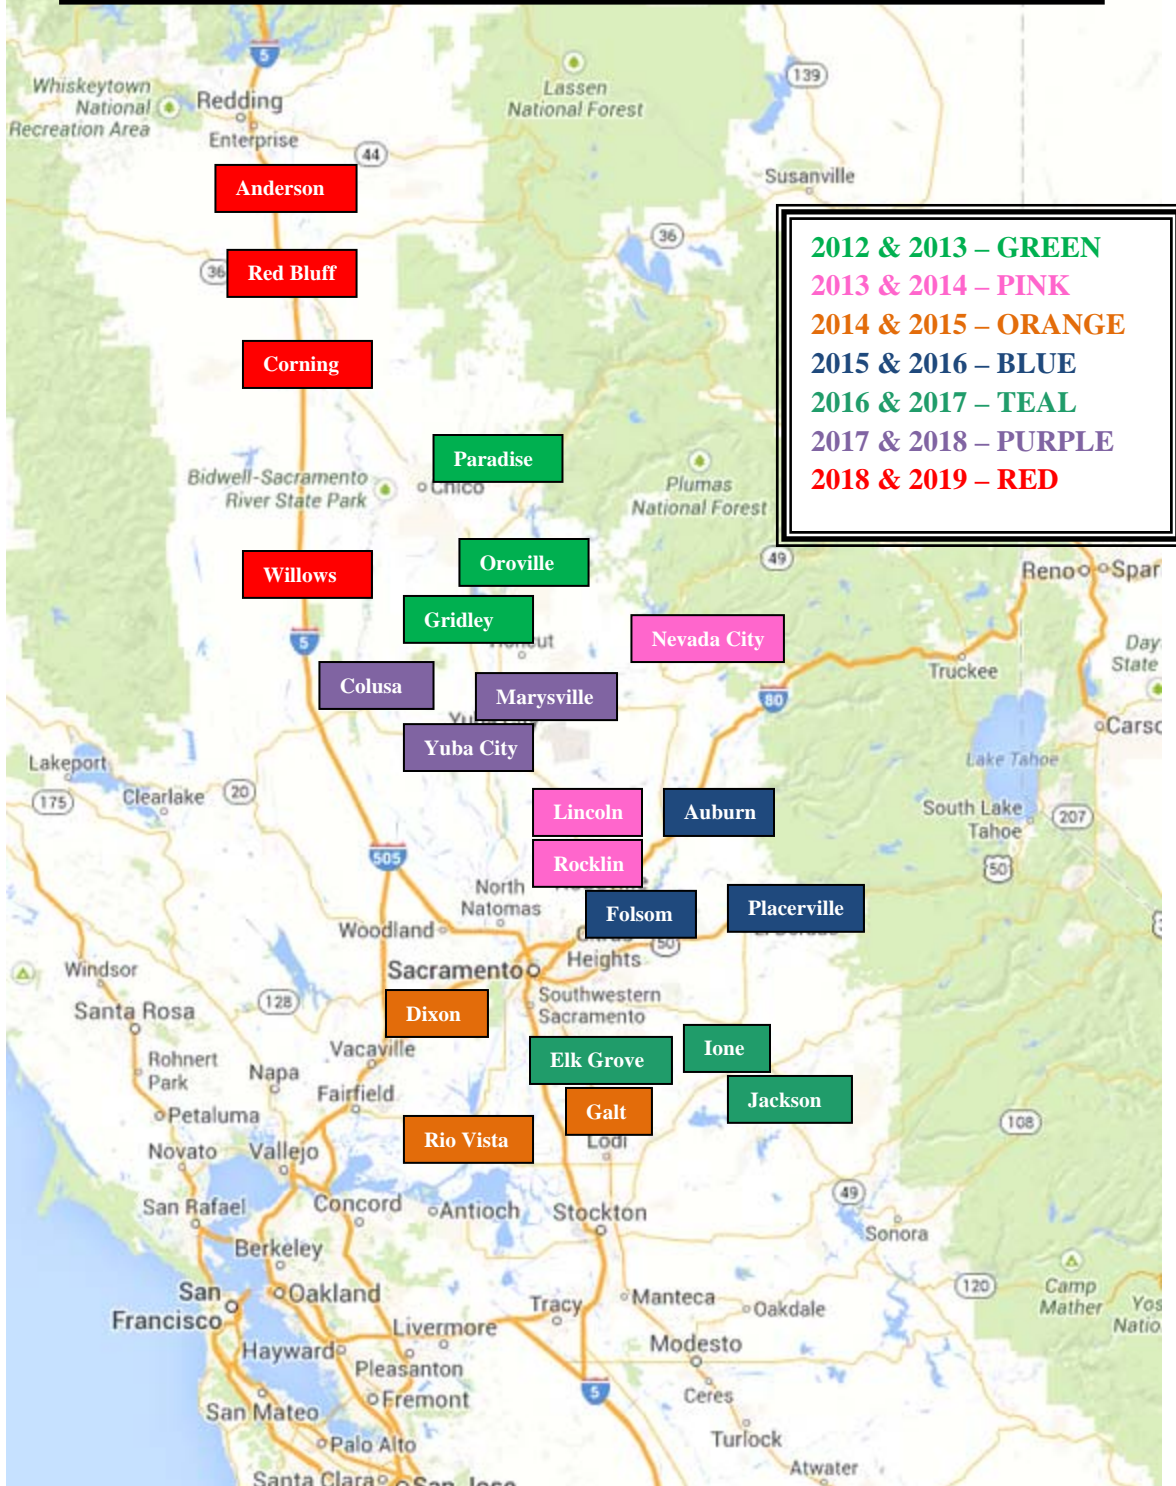 5
139
Whiskeytown
National
Recreation Area
Redding
Enterprise
Lassen
National Forest
44
Susanville
Anderson
36
36
Red Bluff
2012 & 2013 – GREEN
2013 & 2014 – PINK
2014 & 2015 – ORANGE
2015 & 2016 – BLUE
2016 & 2017 – TEAL
2017 & 2018 – PURPLE
2018 & 2019 – RED
Corning
Paradise
Bidwell-Sacramento
River State Park
Chico
Plumas
National Forest
Willows
Oroville
49
Reno
Spar
Gridley
5
Nevada City
Day
State
Truckee
Colusa
Marysville
80
Carso
Yuba City
Lakeport
Lake Tahoe
175
Clearlake
20
Lincoln
Auburn
South Lake
Tahoe
207
505
Rocklin
50
North
Natomas
Folsom
Placerville
Woodland
50
Heights
Windsor
Sacramento
128
Santa Rosa
Dixon
Southwestern
Sacramento
Rohnert
Park
Vacaville
Napa
Elk Grove
Ione
Fairfield
Jackson
Petaluma
Galt
108
Rio Vista
Lodi
Novato
Vallejo
San Rafael
Concord
Antioch
Stockton
49
Sonora
Berkeley
San
Francisco
Oakland
Tracy
Manteca
Oakdale
120
Camp
Mather
Yos
Natio
Livermore
Hayward
Modesto
Pleasanton
Fremont
5
Ceres
San Mateo
Palo Alto
Turlock
Atwater
Santa Clara
San Jose